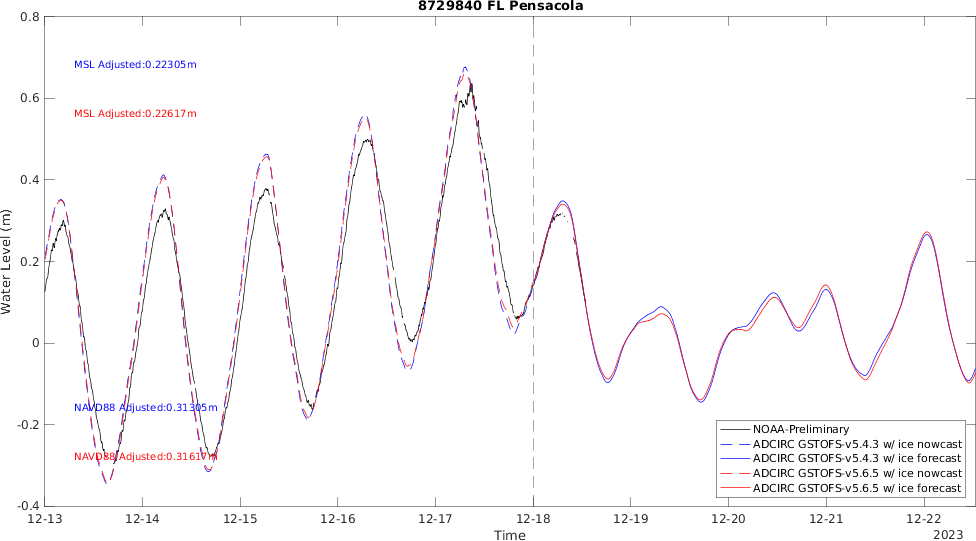 8729840 FL Pensacola
0.8
0.6
0.4
0.2
0
-0.2
-0.4
Water Level (m)
MSL Adjusted:0.22305m
MSL Adjusted:0.22617m
NAVD88 Adjusted:0.31305m
NAVD88 Adjusted:0.31617m
NOAA-Preliminary
ADCIRC GSTOFS-v5.4.3 w/ ice nowcast
ADCIRC GSTOFS-v5.4.3 w/ ice forecast
ADCIRC GSTOFS-v5.6.5 w/ ice nowcast
ADCIRC GSTOFS-v5.6.5 w/ ice forecast
12-13 12-14 12-15 12-16 12-17 12-18 12-19 12-20 12-21 12-22
Time
2023